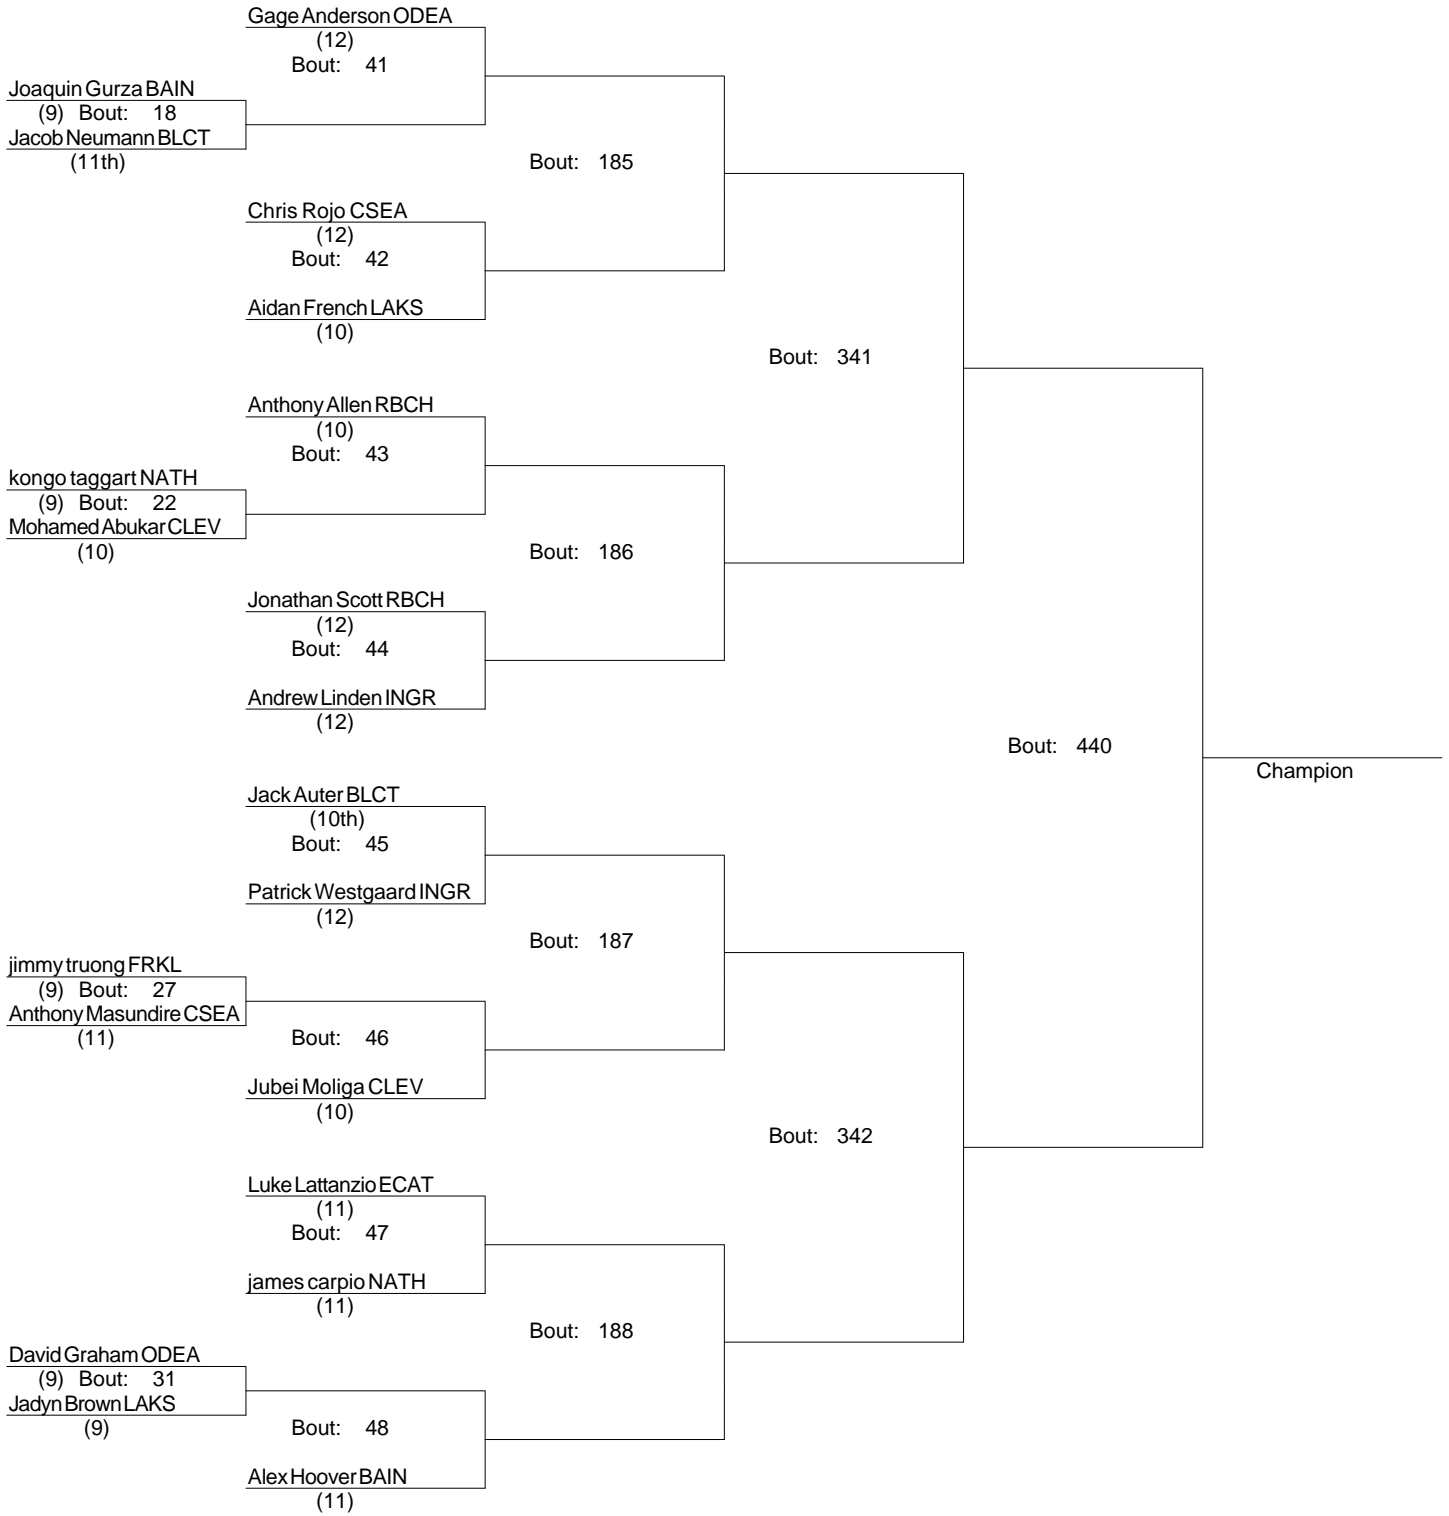 Gage Anderson ODEA
(12)
Bout: 41
Joaquin Gurza BAIN
(9) Bout: 18
Jacob Neumann BLCT
(11th)
Bout: 185
Chris Rojo CSEA
(12)
Bout: 42
Aidan French LAKS
(10)
Bout: 341
Anthony Allen RBCH
(10)
Bout: 43
kongo taggart NATH
(9) Bout: 22
Mohamed Abukar CLEV
(10)
Bout: 186
Jonathan Scott RBCH
(12)
Bout: 44
Andrew Linden INGR
(12)
Bout: 440
Champion
Jack Auter BLCT
(10th)
Bout: 45
Patrick Westgaard INGR
(12)
Bout: 187
jimmy truong FRKL
(9) Bout: 27
Anthony Masundire CSEA
(11)
Bout: 46
Jubei Moliga CLEV
(10)
Bout: 342
Luke Lattanzio ECAT
(11)
Bout: 47
james carpio NATH
(11)
Bout: 188
David Graham ODEA
(9) Bout: 31
Jadyn Brown LAKS
(9)
Bout: 48
Alex Hoover BAIN
(11)